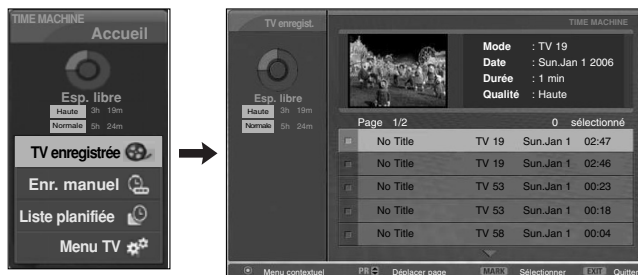 TIME MACHINE
Accueil
Esp. libre
Haute 3h 19m
Normale 5h 24m
TV enregistrée
Enr. manuel
Liste planifiée
Menu TV
TV enregist.
TIME MACHINE
Esp. libre
Haute 3h 19m
Normale 5h 24m
Mode : TV 19
Date : Sun.Jan 1 2006
Durée : 1 min
Qualité : Haute
Page 1/2 0 sélectionné
No Title TV 19 Sun.Jan 1 02:47
No Title TV 19 Sun.Jan 1 02:46
No Title TV 53 Sun.Jan 1 00:23
No Title TV 53 Sun.Jan 1 00:18
No Title TV 58 Sun.Jan 1 00:04
Menu contextuel PR Déplacer page MARK Sélectionner EXIT Quitter